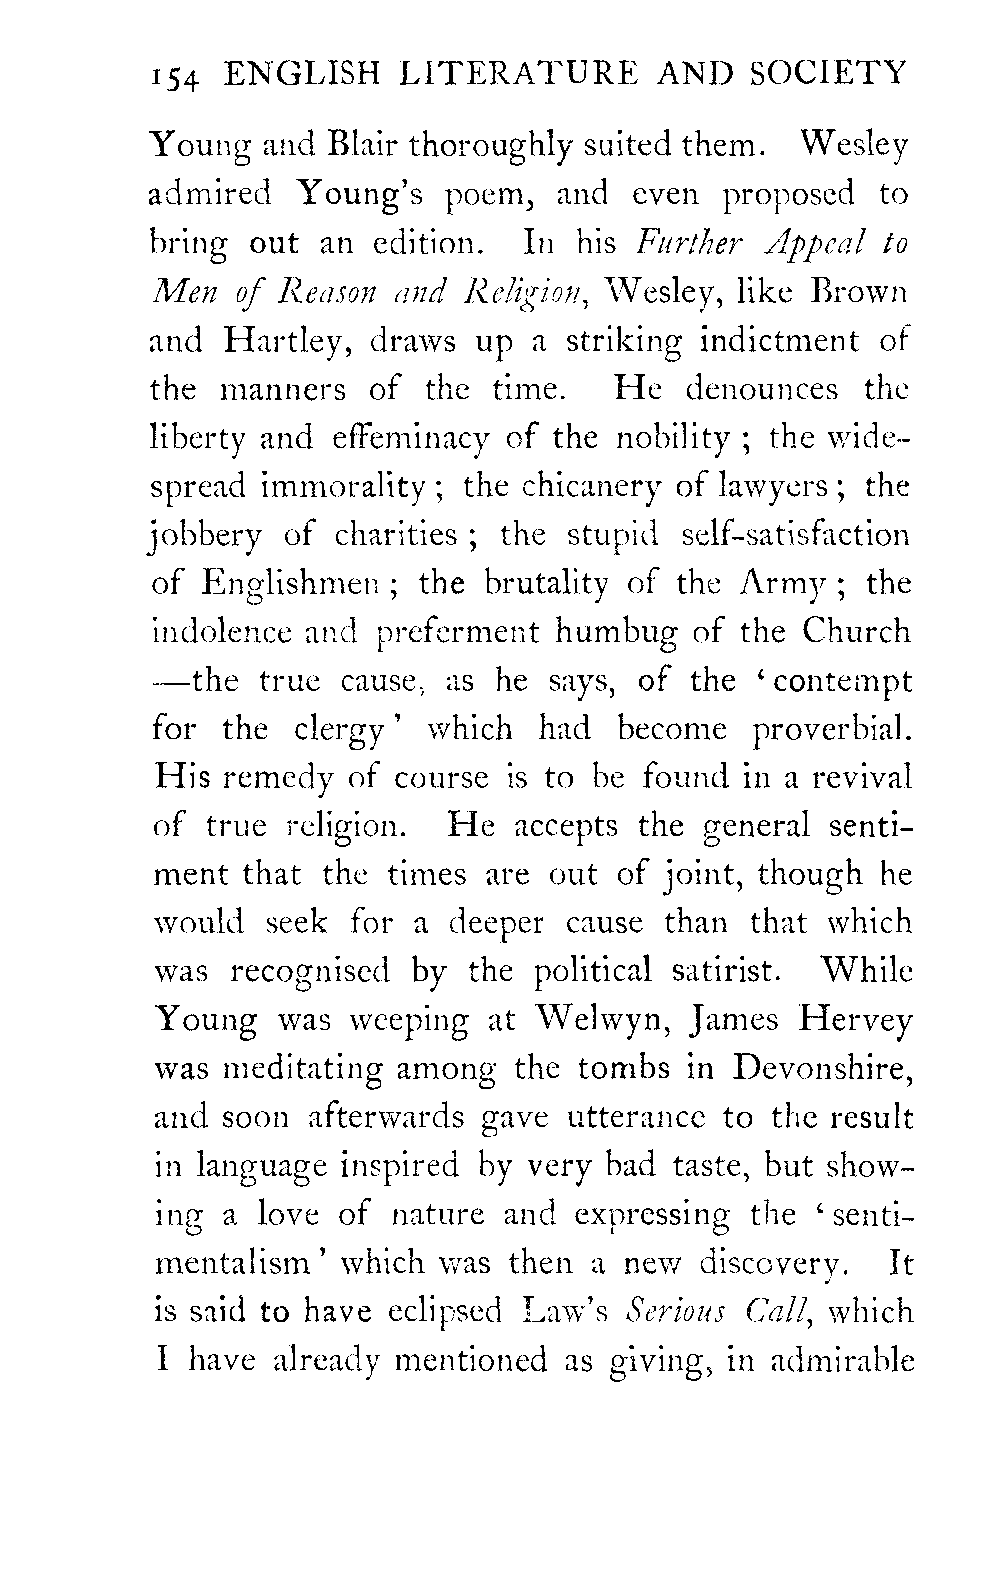 154 ENGLISH LITERATURE AND SOCIETY
Young and Blair thoroughly suited them. Wesley
admired Young's poem, and even proposed to
bring out an edition. In his Further Appeal to
Men of Reason and Religion, Wesley, like Brown
and Hartley, draws up a striking indictment of
the manners of the time. He denounces the
liberty and effeminacy of the nobility ; the wide-
spread immorality ; the chicanery of lawyers ; the
jobbery of charities ; the stupid self-satisfaction
of Englishmen ; the brutality of the Army ; the
indolence and preferment humbug of the Church
—the true cause, as he says, of the ‘ contempt
for the clergy ’ which had become proverbial.
His remedy of course is to be found in a revival
of true religion. He accepts the general senti-
ment that the times are out of joint, though he
would seek for a deeper cause than that which
was recognised by the political satirist. While
Young was weeping at Welwyn, James Hervey
was meditating among the tombs in Devonshire,
and soon afterwards gave utterance to the result
in language inspired by very bad taste, but show-
ing a love of nature and expressing the ‘ senti-
mentalism ’ which was then a new discovery. It
is said to have eclipsed Law's Serious Call, which
I have already mentioned as giving, in admirable